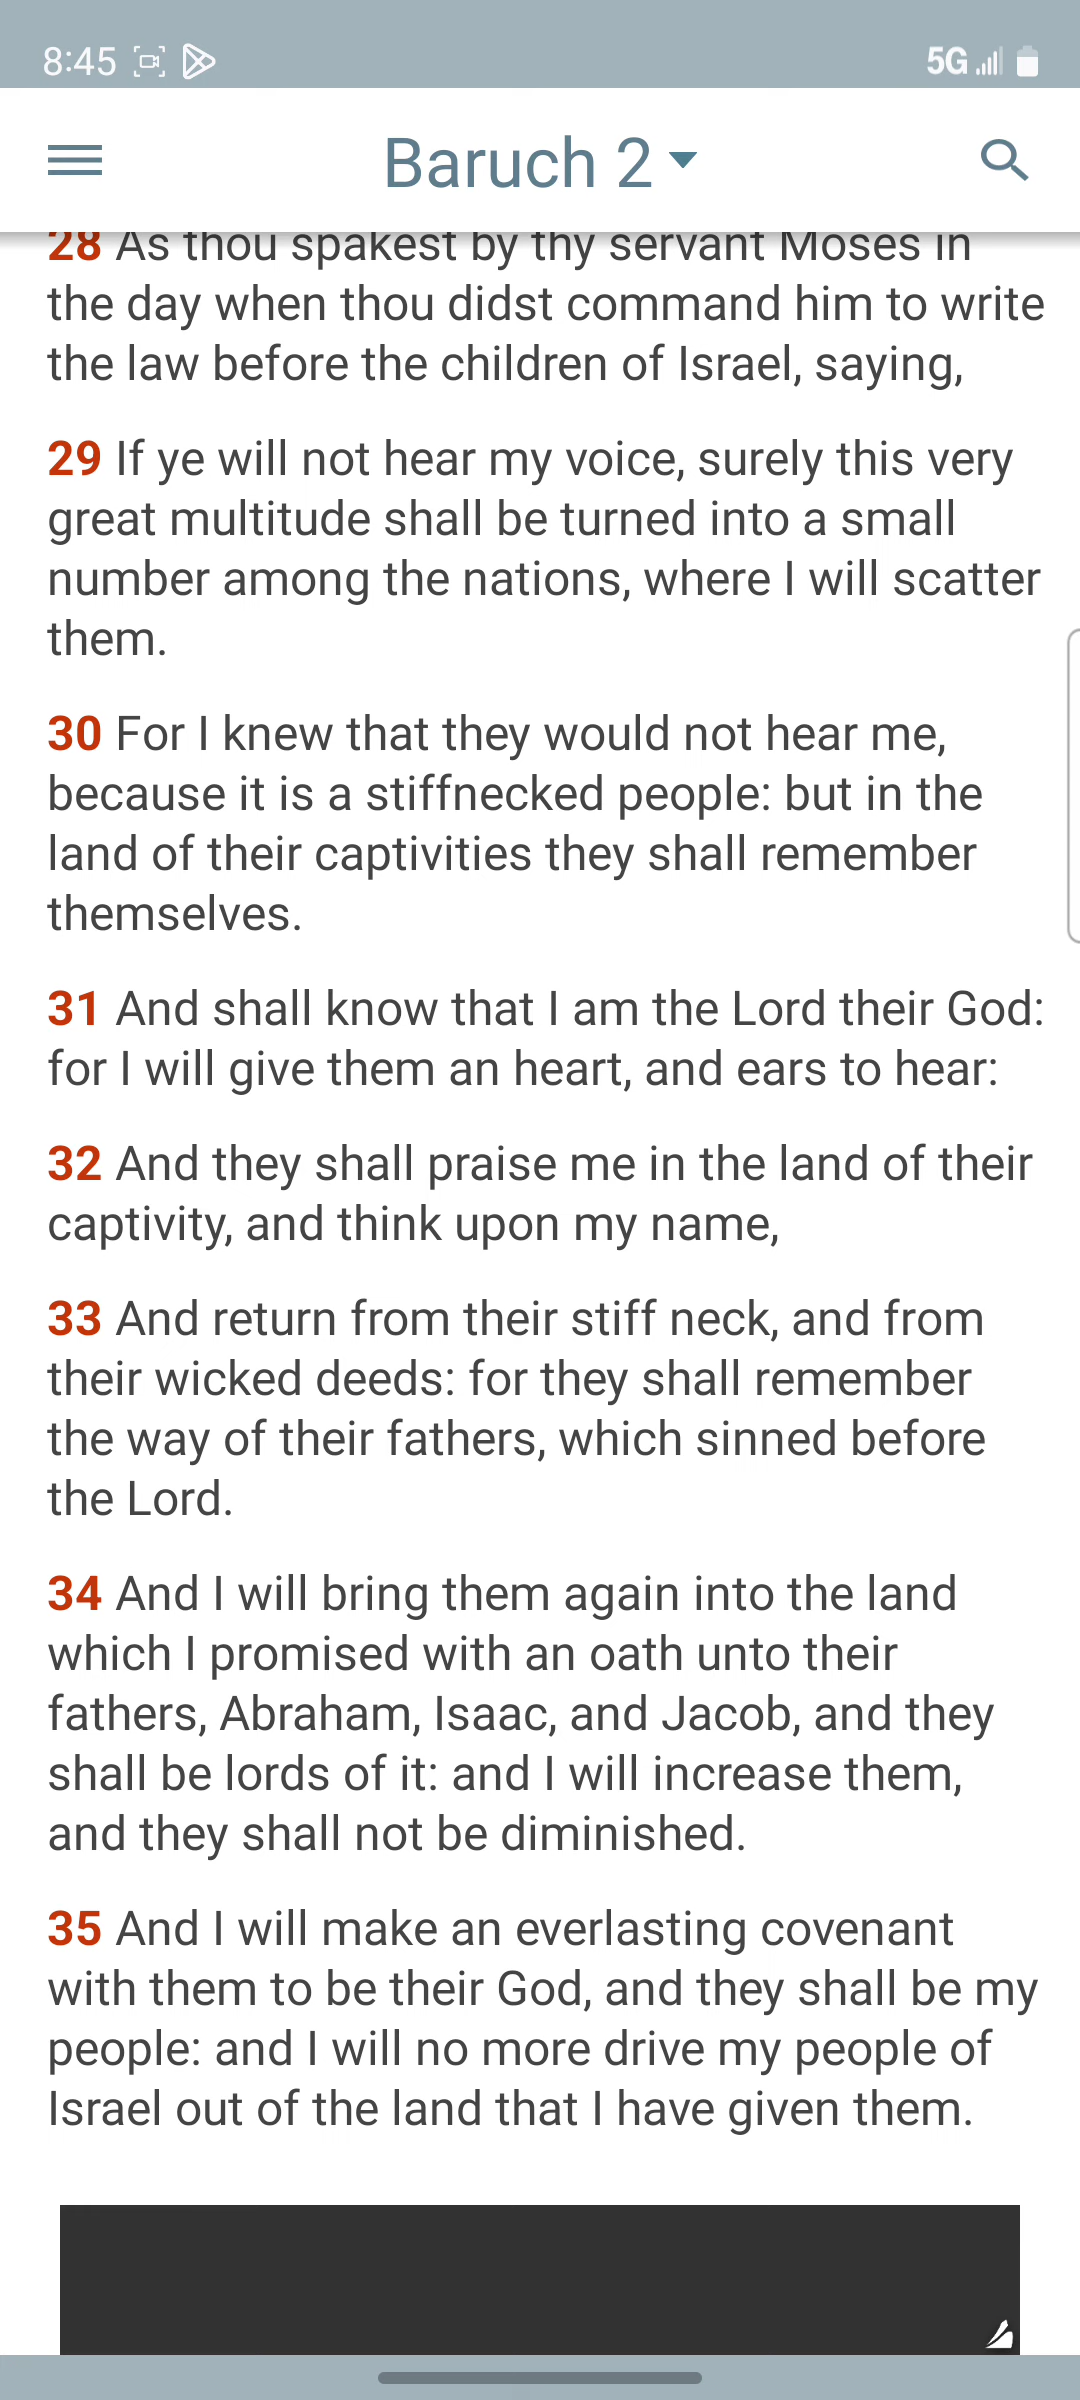 8:45
5G
Baruch 2
28 As thou spakest by thy servant Moses in
the day when thou didst command him to write
the law before the children of Israel, saying,
29 If ye will not hear my voice, surely this very
great multitude shall be turned into a small
number among the nations, where I will scatter
them.
30 For I knew that they would not hear me,
because it is a stiffnecked people: but in the
land of their captivities they shall remember
themselves.
31 And shall know that I am the Lord their God:
for I will give them an heart, and ears to hear:
32 And they shall praise me in the land of their
captivity, and think upon my name,
33 And return from their stiff neck, and from
their wicked deeds: for they shall remember
the way of their fathers, which sinned before
the Lord.
34 And I will bring them again into the land
which I promised with an oath unto their
fathers, Abraham, Isaac, and Jacob, and they
shall be lords of it: and I will increase them,
and they shall not be diminished.
35 And I will make an everlasting covenant
with them to be their God, and they shall be my
people: and I will no more drive my people of
Israel out of the land that I have given them.